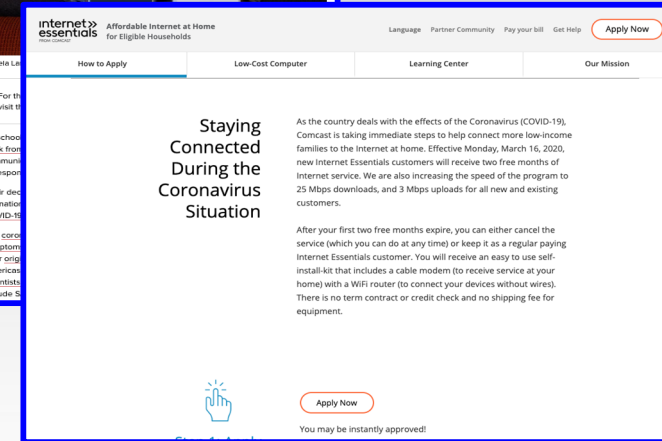 internet»
essentials
FROM COMCAST
Affordable Internet at Home
for Eligible Households
Language Partner Community Pay your bill Get Help Apply Now
How to Apply Low-Cost Computer Learning Center Our Mission
Staying
Connected
During the
Coronavirus
Situation
As the country deals with the effects of the Coronavirus (COVID-19),
Comcast is taking immediate steps to help connect more low-income
families to the Internet at home. Effective Monday, March 16, 2020,
new Internet Essentials customers will receive two free months of
Internet service. We are also increasing the speed of the program to
25 Mbps downloads, and 3 Mbps uploads for all new and existing
customers.
After your first two free months expire, you can either cancel the
service (which you can do at any time) or keep it as a regular paying
Internet Essentials customer. You will receive an easy to use self-
install-kit that includes a cable modem (to receive service at your
home) with a WiFi router (to connect your devices without wires).
There is no term contract or credit check and no shipping fee for
equipment.
Apply Now
You may be instantly approved!
Step 1: Apply